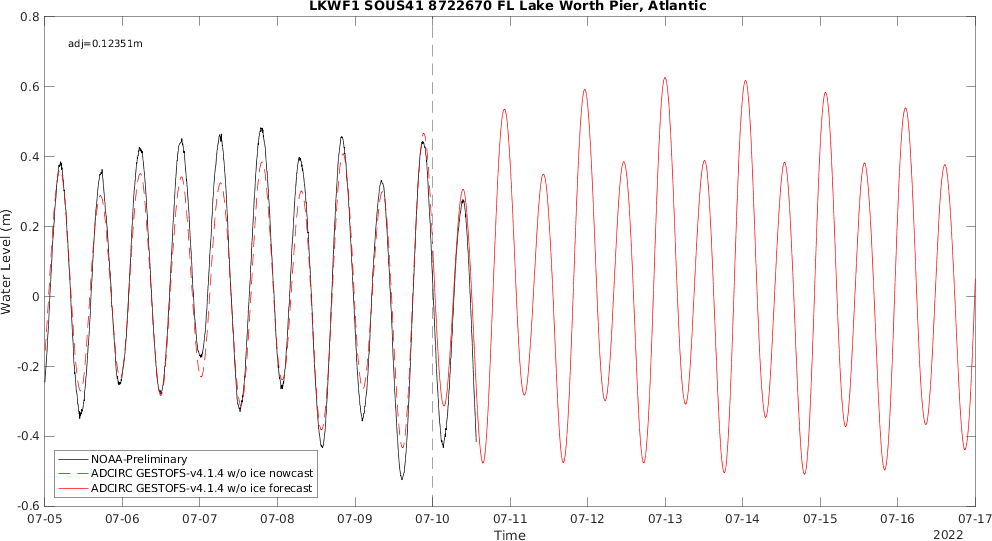 LKWF1 SOUS41 8722670 FL Lake Worth Pier, Atlantic
0.8
adj=0.12351m
0.6
0.4
0.2
0
-0.2
-0.4
-0.6
Water Level (m)
NOAA-Preliminary
ADCIRC GESTOFS-v4.1.4 w/o ice nowcast
ADCIRC GESTOFS-v4.1.4 w/o ice forecast
07-05 07-06 07-07 07-08 07-09 07-10 07-11 07-12 07-13 07-14 07-15 07-16 07-17
Time
2022